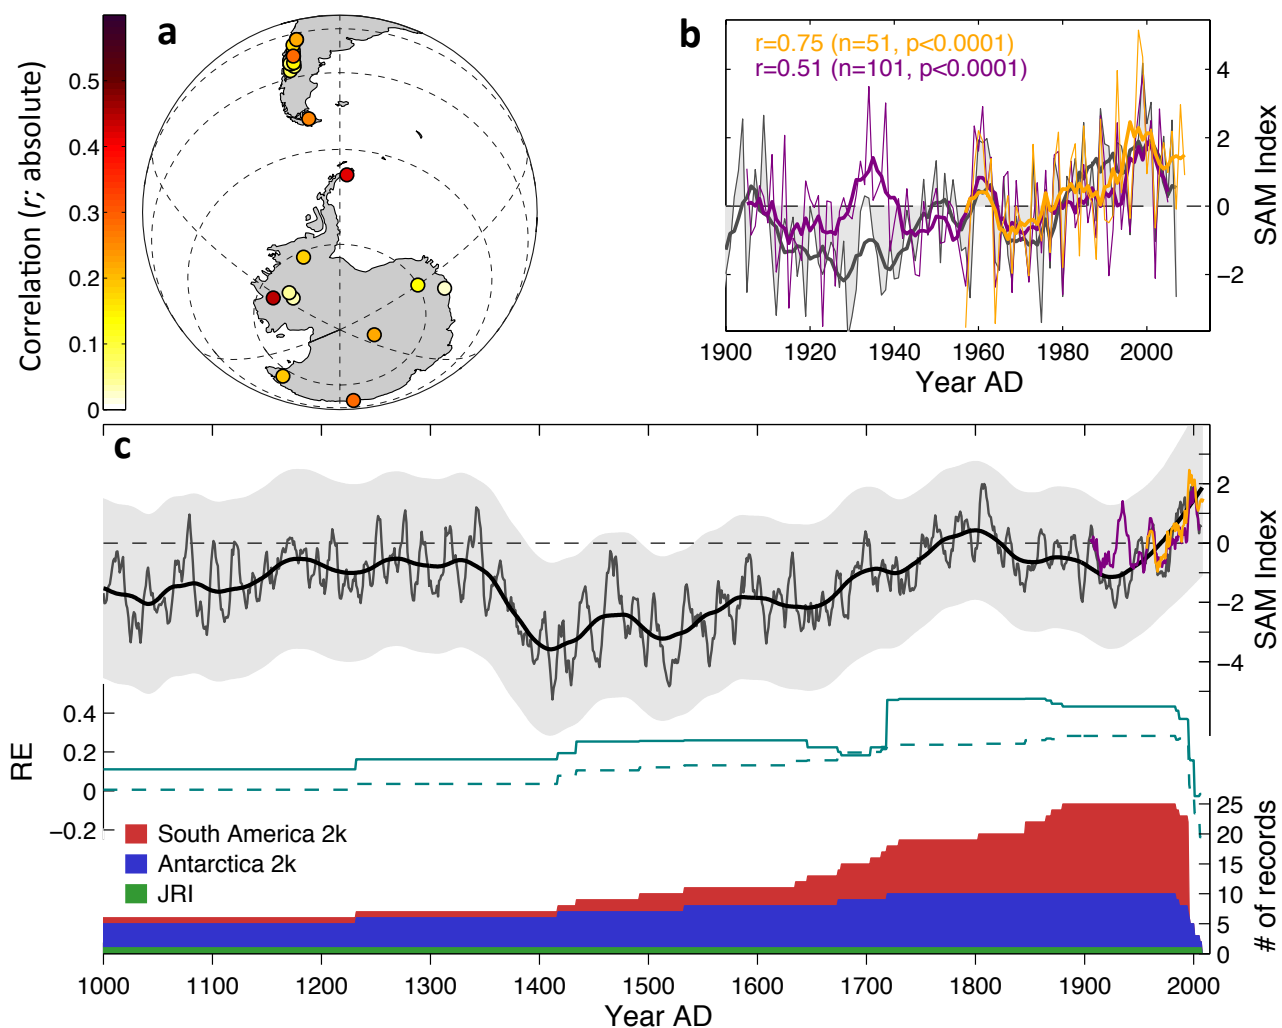 a
Correlation (r; absolute)
0.5
0.4
0.3
0.2
0.1
0
b
r=0.75 (n=51, p<0.0001)
r=0.51 (n=101, p<0.0001)
4
2
0
−2
SAM Index
1900 1920 1940 1960 1980 2000
Year AD
c
2
0
−2
−4
SAM Index
0.4
0.2
0
−0.2
RE
South America 2k
Antarctica 2k
JRI
25
20
15
10
5
0
# of records
1000 1100 1200 1300 1400 1500 1600 1700 1800 1900 2000
Year AD